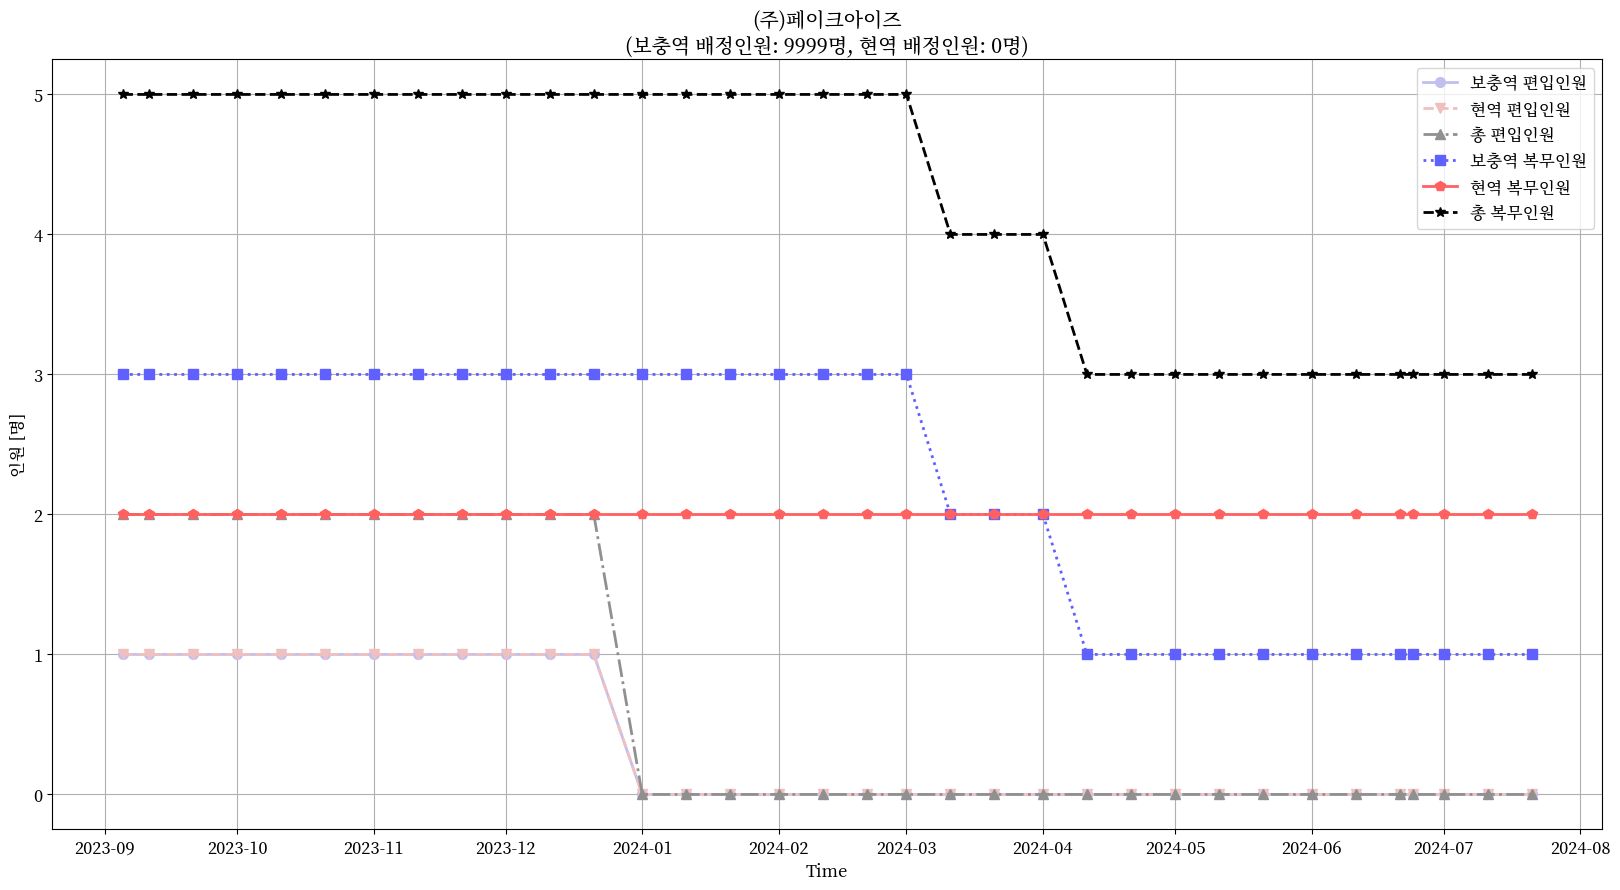 (주)페이크아이즈
(보충역 배정인원: 9999명, 현역 배정인원: 0명)
보충역 편입인원
현역 편입인원
총 편입인원
보충역 복무인원
현역 복무인원
총 복무인원
인원 [명]
5
4
3
2
1
0
2023-09 2023-10 2023-11 2023-12 2024-01 2024-02 2024-03 2024-04 2024-05 2024-06 2024-07 2024-08
Time